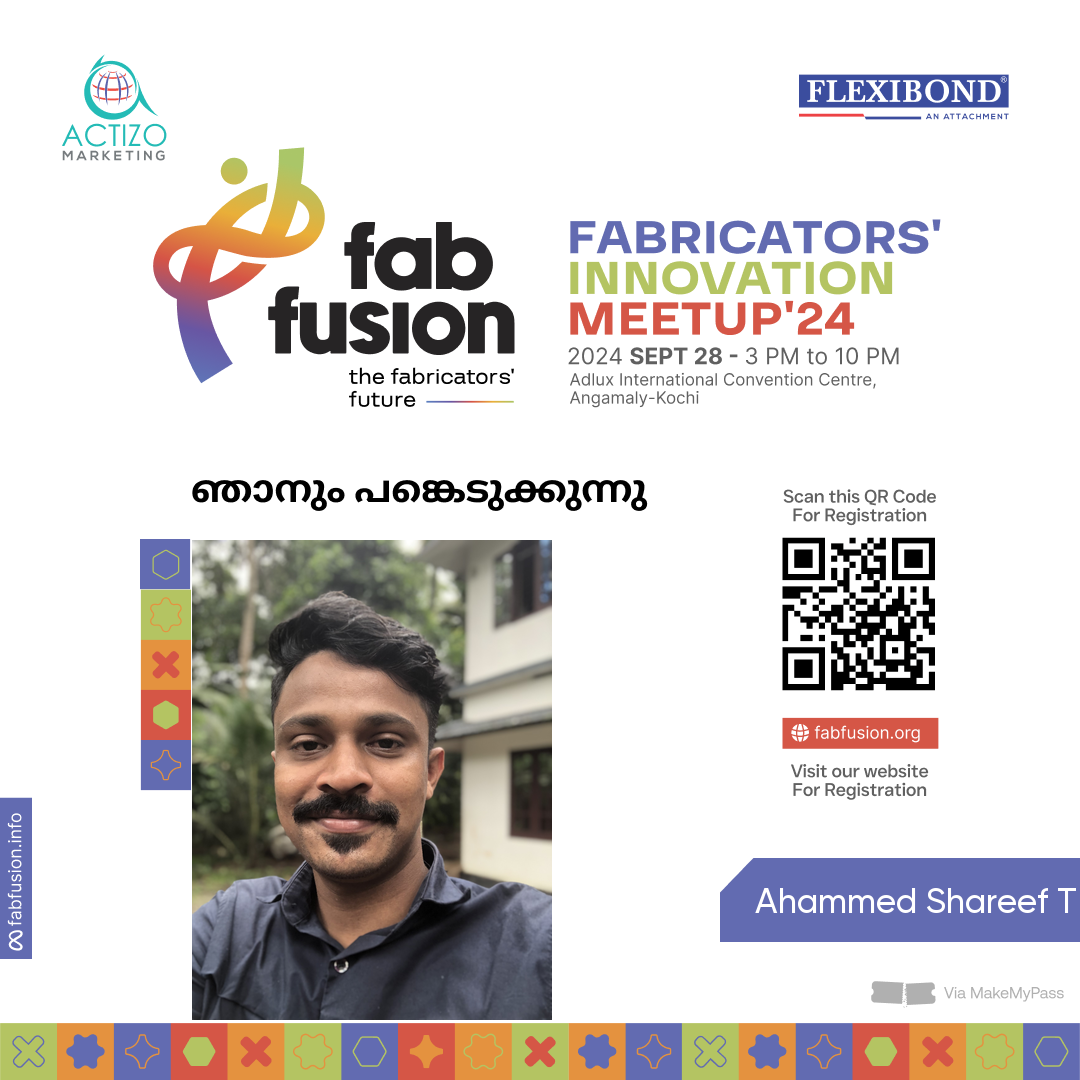 ACTIZO
MARKETING
FLEXIBOND®
AN ATTACHMENT
fab
fusion
the fabricators'
future
FABRICATORS'
INNOVATION
MEETUP'24
2024 SEPT 28 - 3 PM to 10 PM
Adlux International Convention Centre,
Angamaly-Kochi
ഞാനും പങ്കെടുക്കുന്നു
Scan this QR Code
For Registration
fabfusion.org
Visit our website
For Registration
fabfusion.info
Ahammed Shareef T
Via MakeMyPass